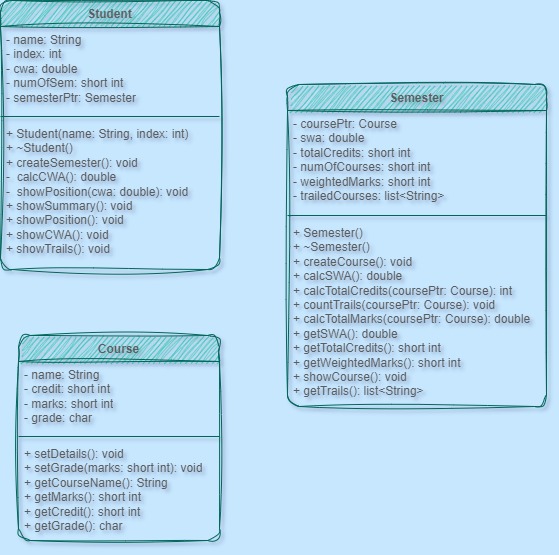 Student
- name: String
- index: int
- cwa: double
- numOfSem: short int
- semesterPtr: Semester
+ Student(name: String, index: int)
+ ~Student()
+ createSemester(): void
- calcCWA(): double
- showPosition(cwa: double): void
+ showSummary(): void
+ showPosition(): void
+ showCWA(): void
+ showTrails(): void
Semester
- coursePtr: Course
- swa: double
- totalCredits: short int
- numOfCourses: short int
- weightedMarks: short int
- trailedCourses: list<String>
+ Semester()
+ ~Semester()
+ createCourse(): void
+ calcSWA(): double
+ calcTotalCredits(coursePtr: Course): int
+ countTrails(coursePtr: Course): void
+ calcTotalMarks(coursePtr: Course): double
+ getSWA(): double
+ getTotalCredits(): short int
+ getWeightedMarks(): short int
+ showCourse(): void
+ getTrails(): list<String>
Course
- name: String
- credit: short int
- marks: short int
- grade: char
+ setDetails(): void
+ setGrade(marks: short int): void
+ getCourseName(): String
+ getMarks(): short int
+ getCredit(): short int
+ getGrade(): char